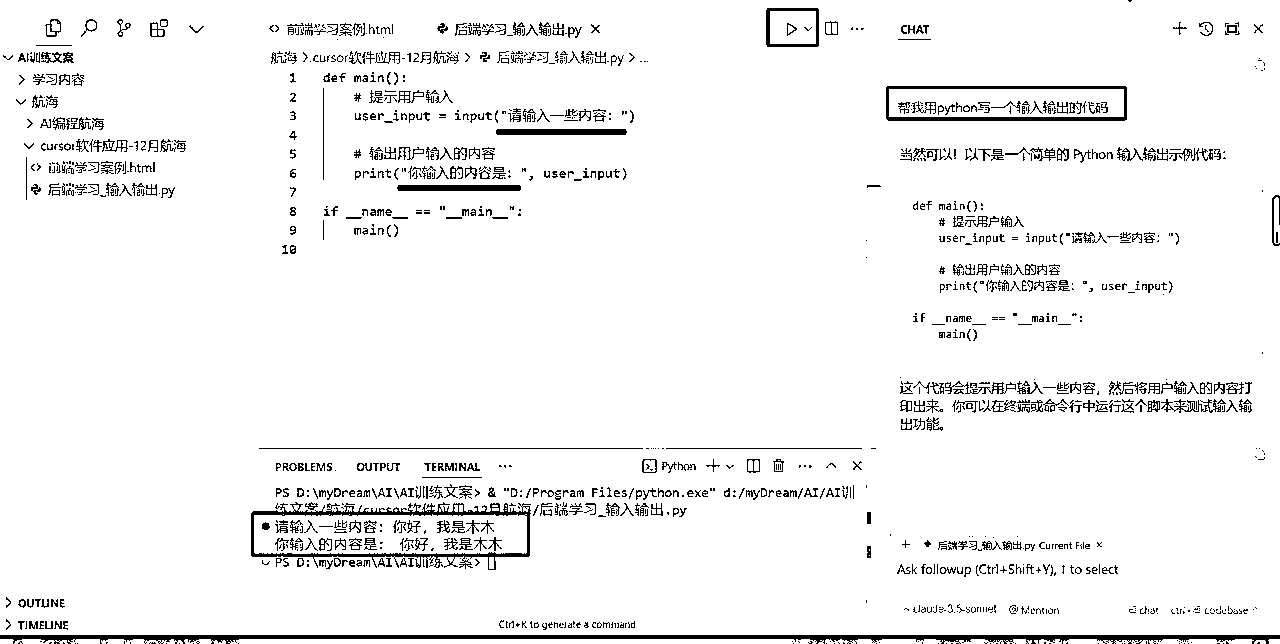 前端学习案例.html
后端学习_输入输出.py
CHAT
AI训练文案
学习内容
航海
AI编程航海
cursor软件应用-12月航海
前端学习案例.html
后端学习_输入输出.py
航海 > cursor软件应用-12月航海 > 后端学习_输入输出.py > ...
1 def main():
2 # 提示用户输入
3 user_input = input("请输入一些内容: ")
4
5 # 输出用户输入的内容
6 print("你输入的内容是: ", user_input)
7
8 if __name__ == "__main__":
9 main()
10
帮我用python写一个输入输出的代码
当然可以！以下是一个简单的 Python 输入输出示例代码：
def main():
# 提示用户输入
user_input = input("请输入一些内容: ")
# 输出用户输入的内容
print("你输入的内容是: ", user_input)
if __name__ == "__main__":
main()
这个代码会提示用户输入一些内容，然后将用户输入的内容打
印出来。你可以在终端或命令行中运行这个脚本来测试输入输
出功能。
PROBLEMS OUTPUT TERMINAL ...
Python
PS D:\myDream\AI\AI训练文案> & "D:/Program Files/python.exe" d:/myDream/AI/AI训
练文案/航海/cursor软件应用-12月航海/后端学习_输入输出.py
请输入一些内容: 你好，我是木木
你输入的内容是:  你好，我是木木
PS D:\myDream\AI\AI训练文案>
后端学习_输入输出.py Current File ×
Ask followup (Ctrl+Shift+Y), ↑ to select
claude-3.5-sonnet @ Mention
chat ctrl+ codebase
OUTLINE
TIMELINE
Ctrl+K to generate a command